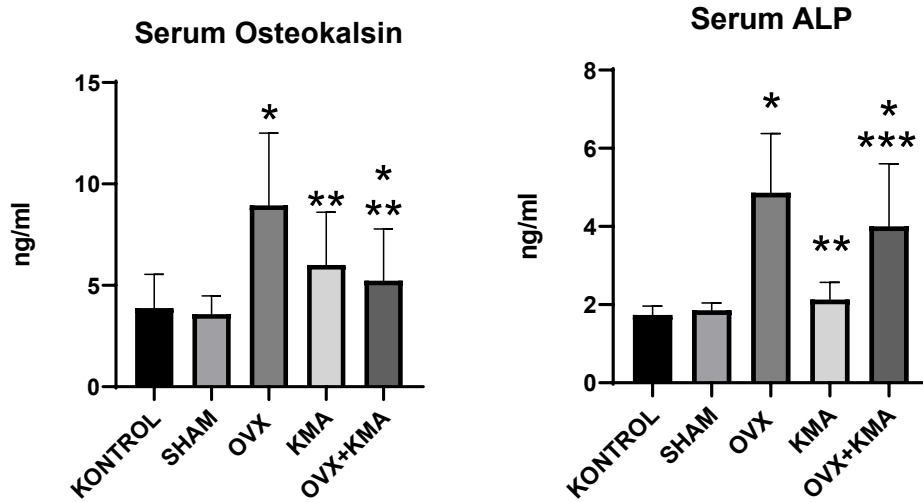 Serum Osteokalsin
ng/ml
15
10
5
0
*
**
*
**
KONTROL
SHAM
OVX
KMA
OVX+KMA
Serum ALP
ng/ml
8
6
4
2
0
*
**
*
***
KONTROL
SHAM
OVX
KMA
OVX+KMA